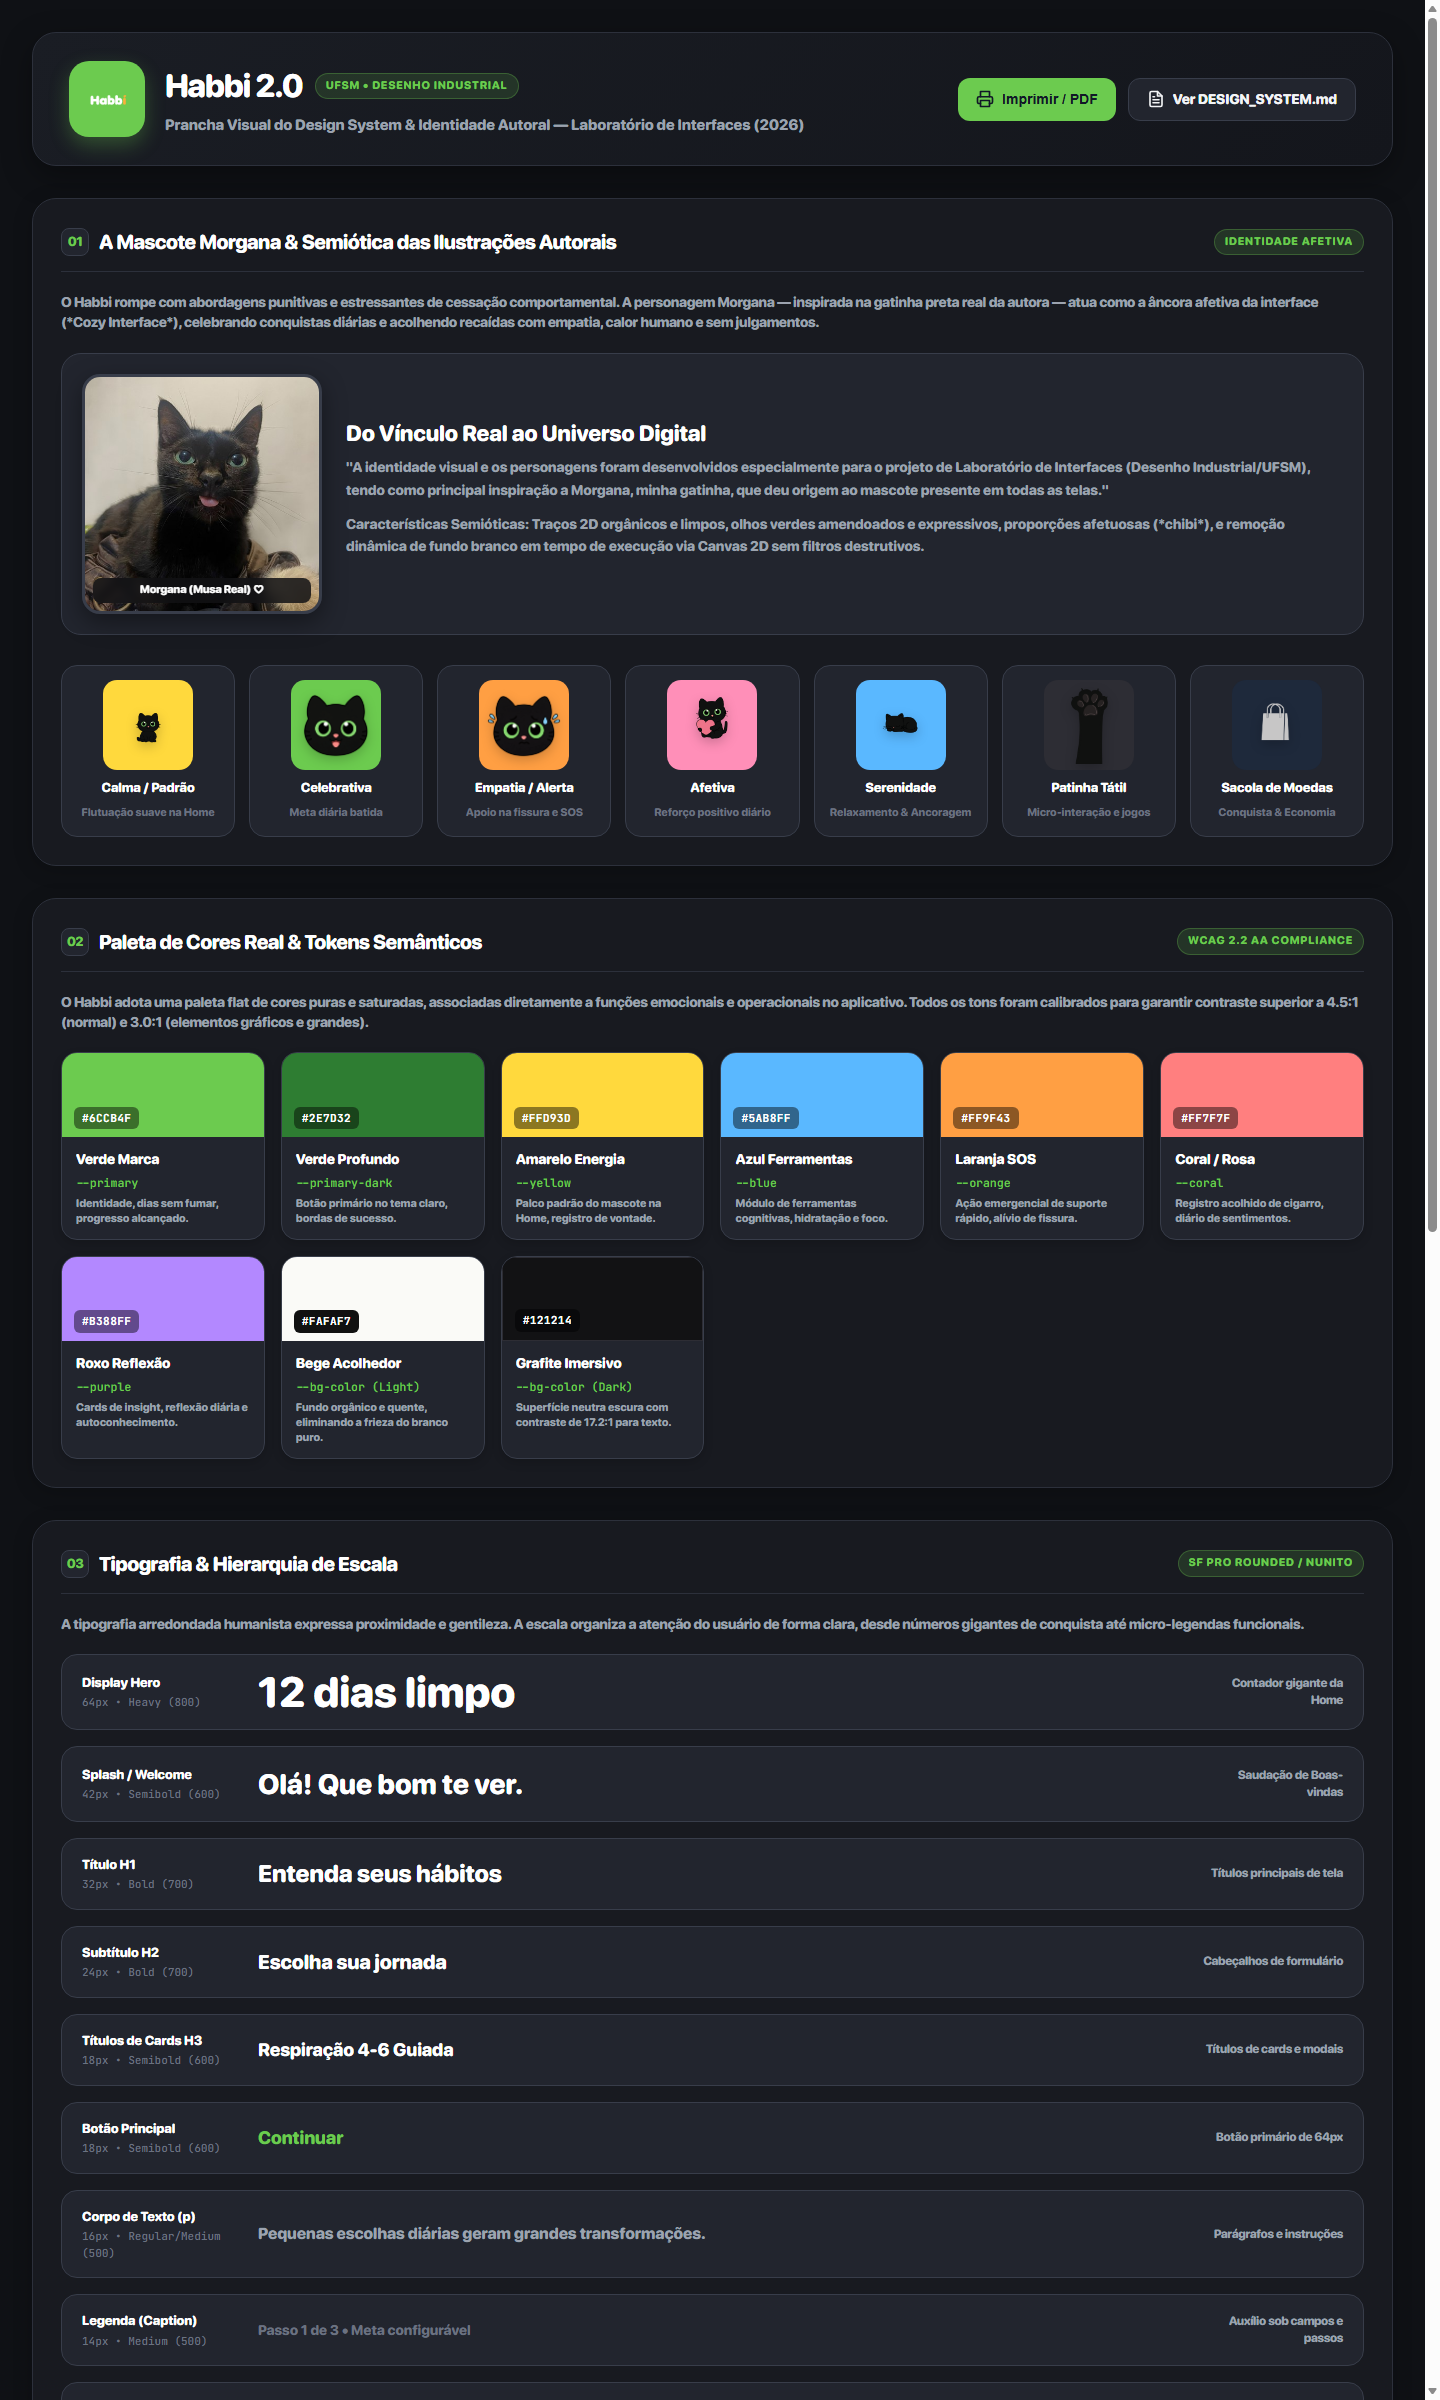 Habbi
Habbi 2.0
UFSM • DESENHO INDUSTRIAL
Prancha Visual do Design System & Identidade Autoral — Laboratório de Interfaces (2026)
Imprimir / PDF
Ver DESIGN_SYSTEM.md
01
A Mascote Morgana & Semiótica das Ilustrações Autorais
IDENTIDADE AFETIVA
O Habbi rompe com abordagens punitivas e estressantes de cessação comportamental. A personagem Morgana — inspirada na gatinha preta real da autora — atua como a âncora afetiva da interface
(*Cozy Interface*), celebrando conquistas diárias e acolhendo recaídas com empatia, calor humano e sem julgamentos.
Morgana (Musa Real) ♡
Do Vínculo Real ao Universo Digital
"A identidade visual e os personagens foram desenvolvidos especialmente para o projeto de Laboratório de Interfaces (Desenho Industrial/UFSM),
tendo como principal inspiração a Morgana, minha gatinha, que deu origem ao mascote presente em todas as telas."
Características Semióticas: Traços 2D orgânicos e limpos, olhos verdes amendoados e expressivos, proporções afetuosas (*chibi*), e remoção
dinâmica de fundo branco em tempo de execução via Canvas 2D sem filtros destrutivos.
Calma / Padrão
Flutuação suave na Home
Celebrativa
Meta diária batida
Empatia / Alerta
Apoio na fissura e SOS
Afetiva
Reforço positivo diário
Serenidade
Relaxamento & Ancoragem
Patinha Tátil
Micro-interação e jogos
Sacola de Moedas
Conquista & Economia
02
Paleta de Cores Real & Tokens Semânticos
WCAG 2.2 AA COMPLIANCE
O Habbi adota uma paleta flat de cores puras e saturadas, associadas diretamente a funções emocionais e operacionais no aplicativo. Todos os tons foram calibrados para garantir contraste superior a 4.5:1
(normal) e 3.0:1 (elementos gráficos e grandes).
#6CCB4F
Verde Marca
--primary
Identidade, dias sem fumar,
progresso alcançado.
#2E7D32
Verde Profundo
--primary-dark
Botão primário no tema claro,
bordas de sucesso.
#FFD93D
Amarelo Energia
--yellow
Palco padrão do mascote na
Home, registro de vontade.
#5AB8FF
Azul Ferramentas
--blue
Módulo de ferramentas
cognitivas, hidratação e foco.
#FF9F43
Laranja SOS
--orange
Ação emergencial de suporte
rápido, alívio de fissura.
#FF7F7F
Coral / Rosa
--coral
Registro acolhido de cigarro,
diário de sentimentos.
#B388FF
Roxo Reflexão
--purple
Cards de insight, reflexão diária e
autoconhecimento.
#FAFAF7
Bege Acolhedor
--bg-color (Light)
Fundo orgânico e quente,
eliminando a frieza do branco
puro.
#121214
Grafite Imersivo
--bg-color (Dark)
Superfície neutra escura com
contraste de 17.2:1 para texto.
03
Tipografia & Hierarquia de Escala
SF PRO ROUNDED / NUNITO
A tipografia arredondada humanista expressa proximidade e gentileza. A escala organiza a atenção do usuário de forma clara, desde números gigantes de conquista até micro-legendas funcionais.
Display Hero
64px • Heavy (800)
12 dias limpo
Contador gigante da
Home
Splash / Welcome
42px • Semibold (600)
Olá! Que bom te ver.
Saudação de Boas-
vindas
Título H1
32px • Bold (700)
Entenda seus hábitos
Títulos principais de tela
Subtítulo H2
24px • Bold (700)
Escolha sua jornada
Cabeçalhos de formulário
Títulos de Cards H3
18px • Semibold (600)
Respiração 4-6 Guiada
Títulos de cards e modais
Botão Principal
18px • Semibold (600)
Continuar
Botão primário de 64px
Corpo de Texto (p)
16px • Regular/Medium
(500)
Pequenas escolhas diárias geram grandes transformações.
Parágrafos e instruções
Legenda (Caption)
14px • Medium (500)
Passo 1 de 3 • Meta configurável
Auxílio sob campos e
passos